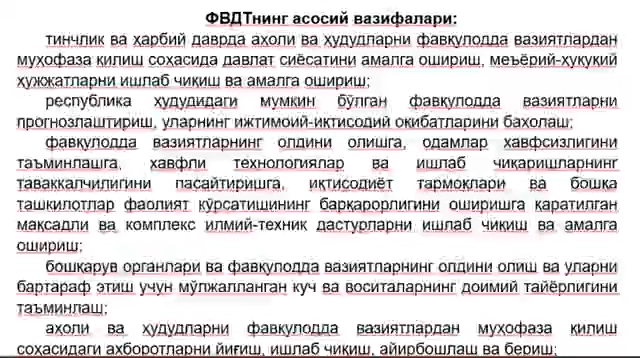 ФВДТнинг асосий вазифалари:
тинчлик ва ҳарбий даврда аҳоли ва ҳудудларни фавқулодда вазиятлардан
муҳофаза қилиш соҳасида давлат сиёсатини амалга ошириш, меъёрий-ҳуқуқий
ҳужжатларни ишлаб чиқиш ва амалга ошириш;
республика ҳудудидаги мумкин бўлган фавқулодда вазиятларни
прогнозлаштириш, уларнинг ижтимоий-иқтисодий оқибатларини баҳолаш;
фавқулодда вазиятларнинг олдини олишга, одамлар хавфсизлигини
таъминлашга, хавфли технологиялар ва ишлаб чиқаришларнинг
таваккалчилигини пасайтиришга, иқтисодиёт тармоқлари ва бошқа
ташкилотлар фаолият кўрсатишининг барқарорлигини оширишга қаратилган
мақсадли ва комплекс илмий-техник дастурларни ишлаб чиқиш ва амалга
ошириш;
бошқарув органлари ва фавқулодда вазиятларнинг олдини олиш ва уларни
бартараф этиш учун мўлжалланган куч ва воситаларнинг доимий тайёрлигини
таъминлаш;
аҳоли ва ҳудудларни фавқулодда вазиятлардан муҳофаза қилиш
соҳасидаги ахборотларни йиғиш, ишлаб чиқиш, айирбошлаш ва бериш;